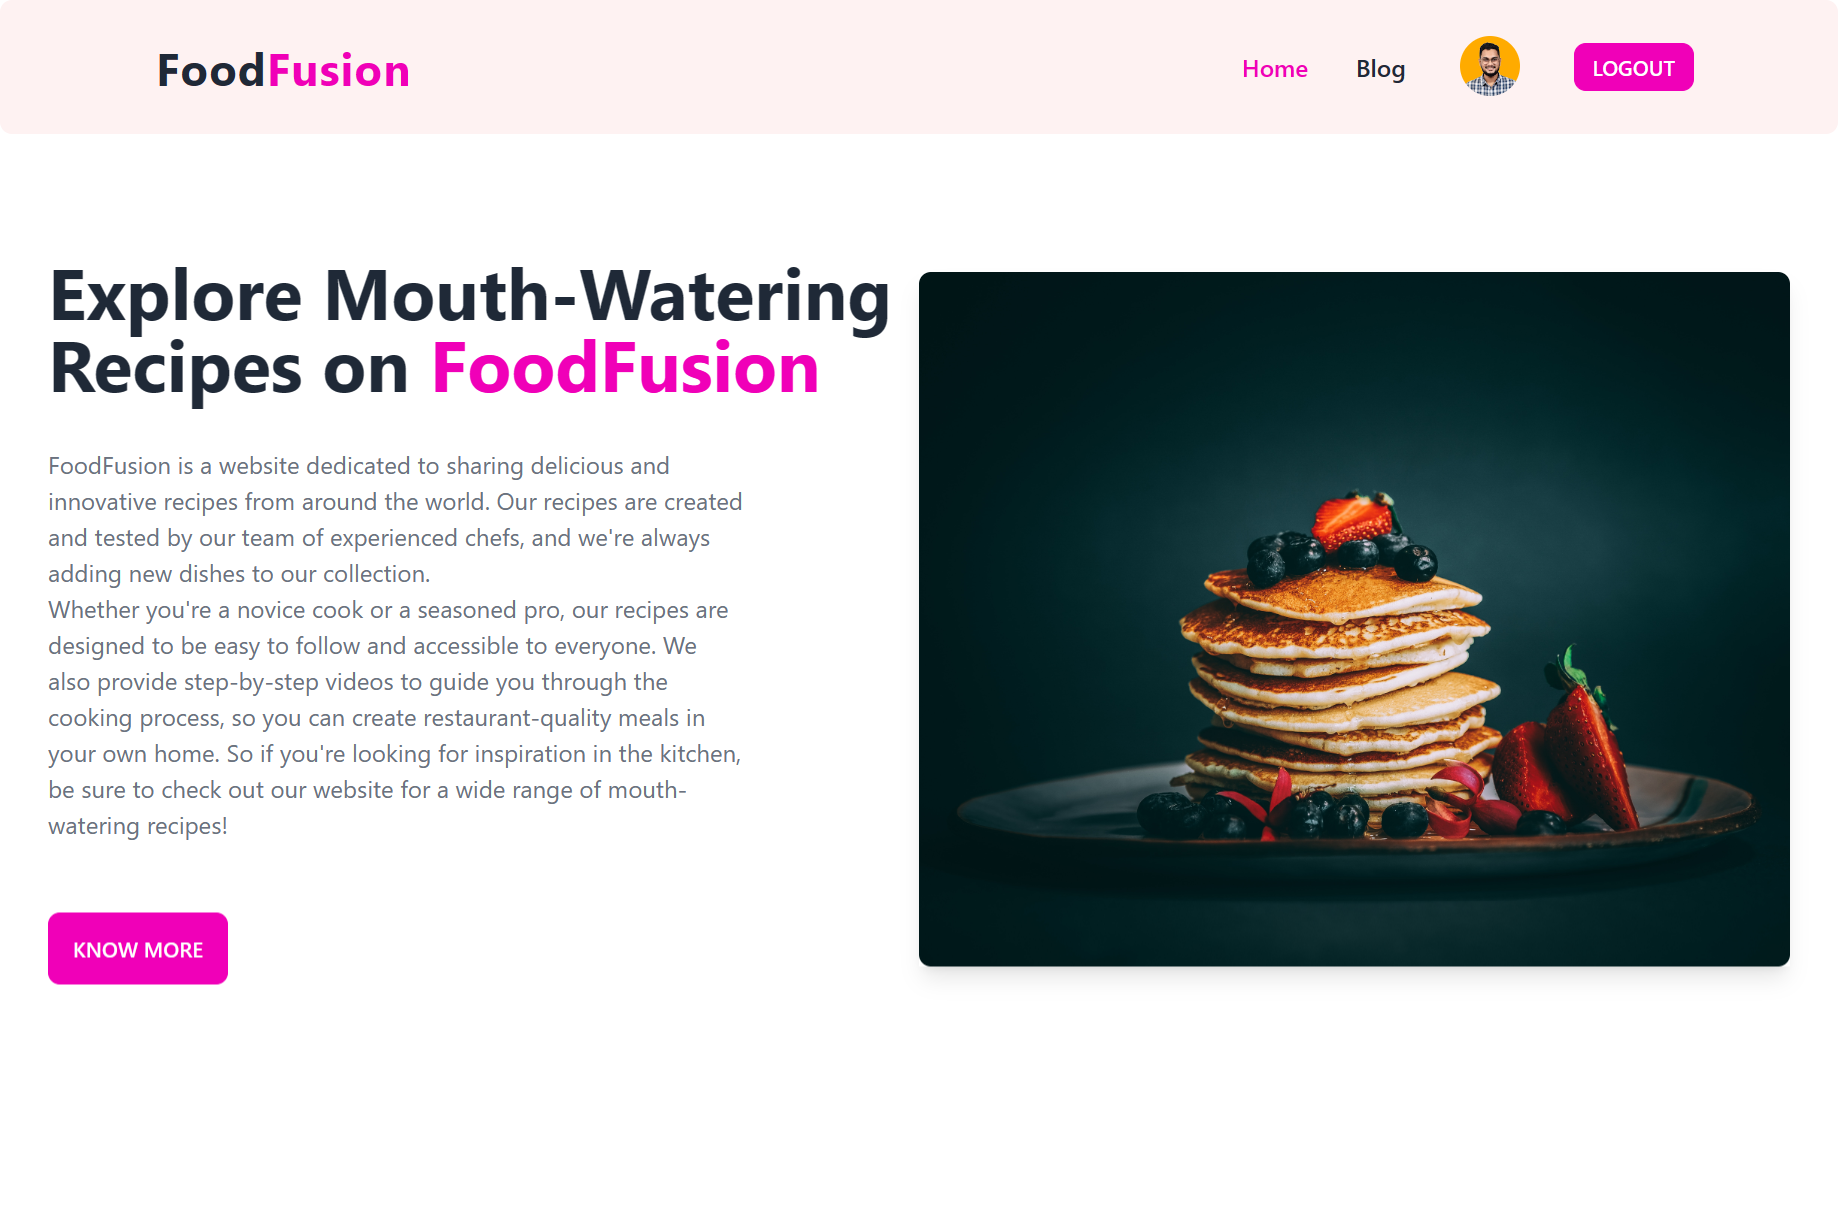 FoodFusion
Home
Blog
LOGOUT
Explore Mouth-Watering
Recipes on FoodFusion
FoodFusion is a website dedicated to sharing delicious and
innovative recipes from around the world. Our recipes are created
and tested by our team of experienced chefs, and we're always
adding new dishes to our collection.
Whether you're a novice cook or a seasoned pro, our recipes are
designed to be easy to follow and accessible to everyone. We
also provide step-by-step videos to guide you through the
cooking process, so you can create restaurant-quality meals in
your own home. So if you're looking for inspiration in the kitchen,
be sure to check out our website for a wide range of mouth-
watering recipes!
KNOW MORE